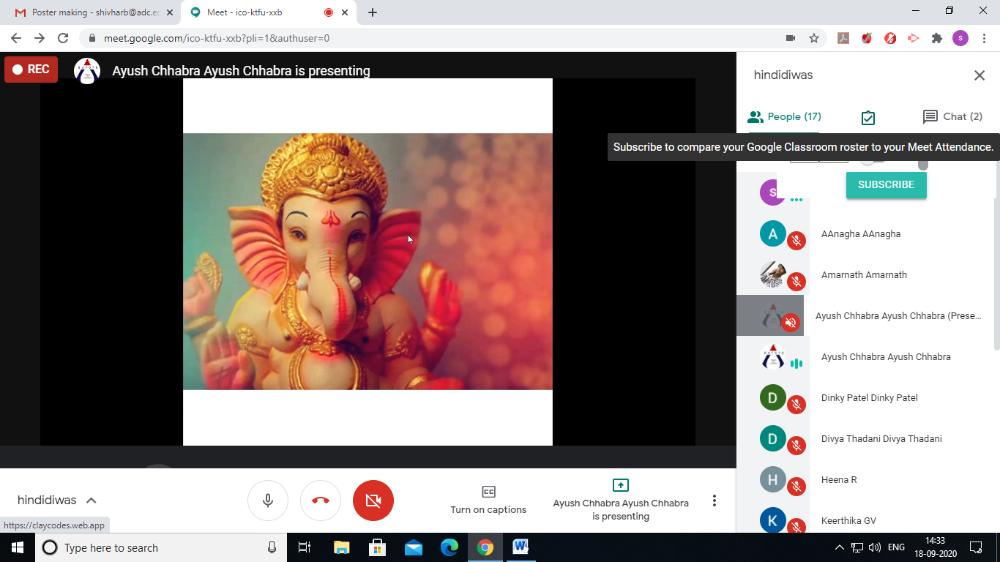 Poster making - shivharb@adc.ec
Meet - ico-ktfu-xxb
meet.google.com/ico-ktfu-xxb?pli=1&authuser=0
S
REC
Ayush Chhabra Ayush Chhabra is presenting
hindidiwas
People (17)
Chat (2)
Subscribe to compare your Google Classroom roster to your Meet Attendance.
SUBSCRIBE
S
A
AAnagha AAnagha
Amarnath Amarnath
Ayush Chhabra Ayush Chhabra (Prese...
Ayush Chhabra Ayush Chhabra
D
Dinky Patel Dinky Patel
D
Divya Thadani Divya Thadani
H
Heena R
K
Keerthika GV
hindidiwas
CC
Turn on captions
Ayush Chhabra Ayush Chhabra
is presenting
https://claycodes.web.app
Type here to search
W
ENG
14:33
18-09-2020